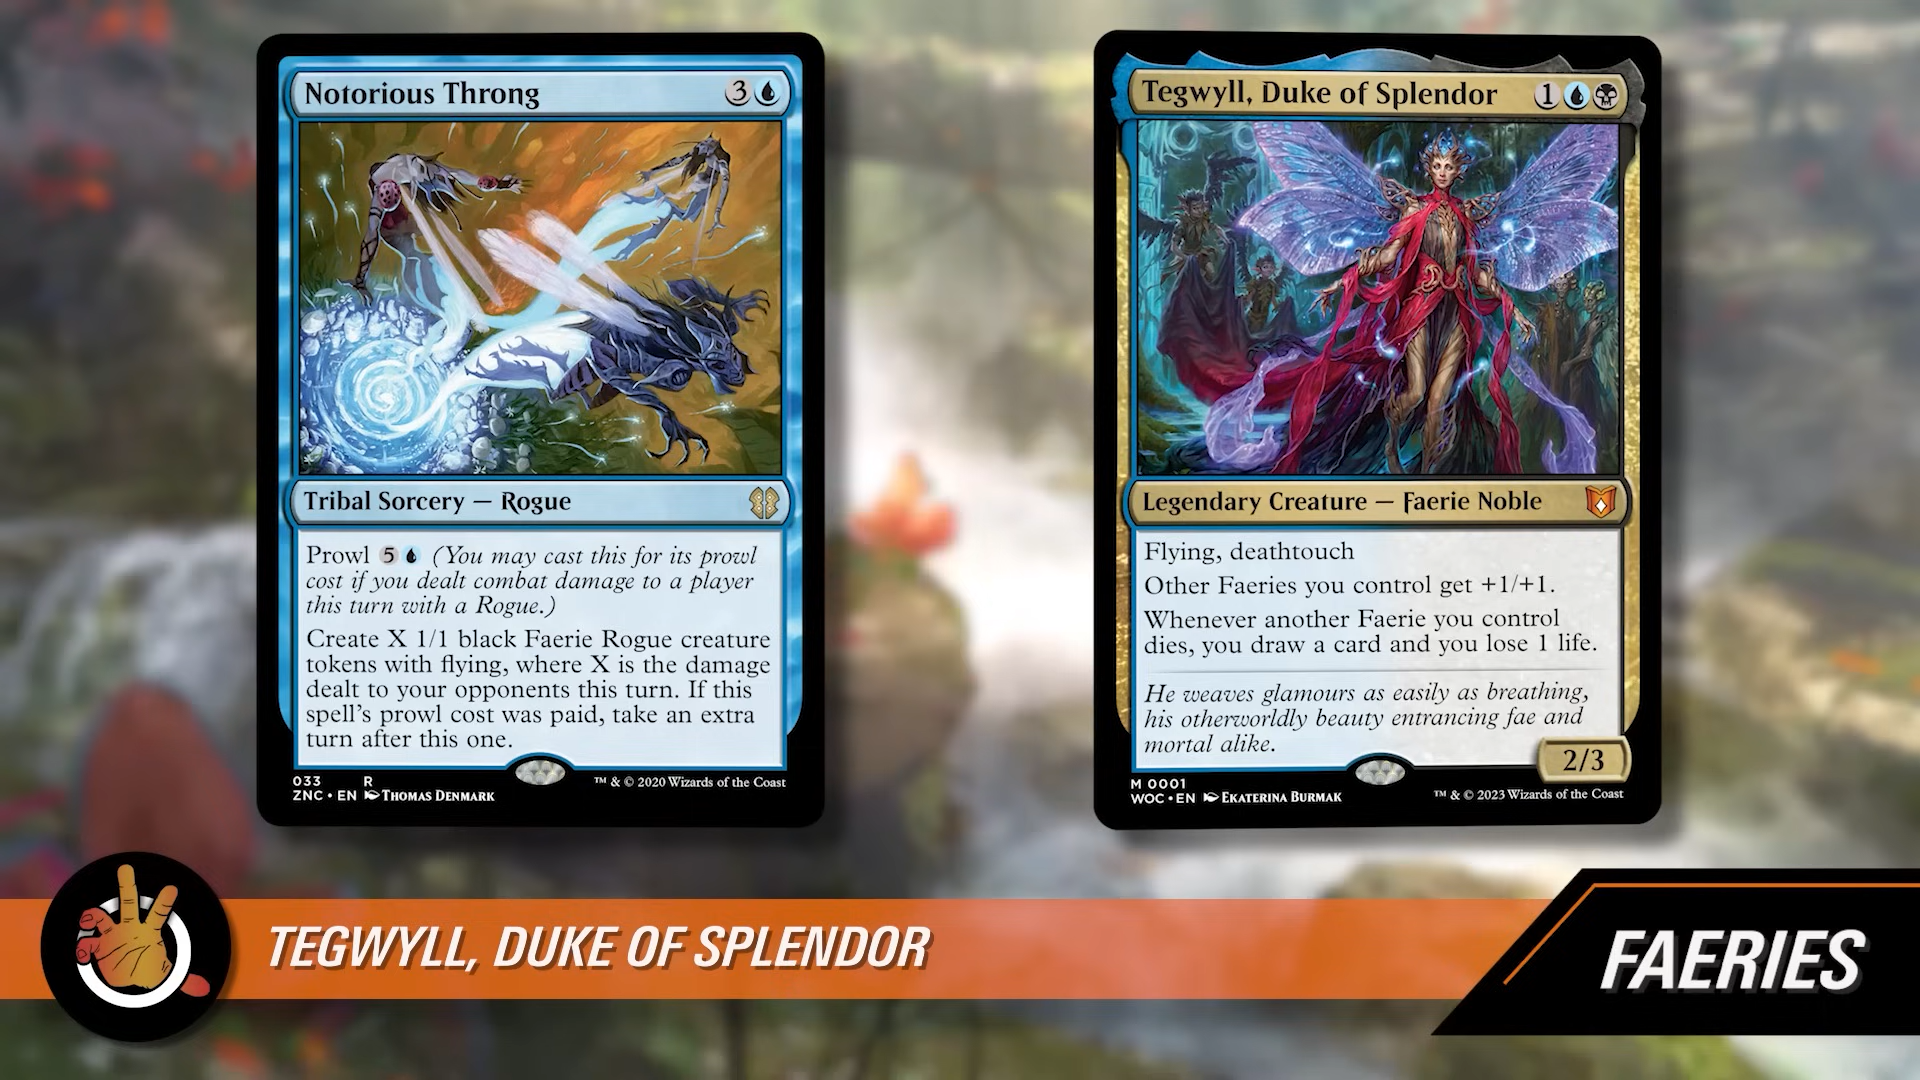 Notorious Throng
3
Tribal Sorcery — Rogue
Prowl 5 (You may cast this for its prowl
cost if you dealt combat damage to a player
this turn with a Rogue.)
Create X 1/1 black Faerie Rogue creature
tokens with flying, where X is the damage
dealt to your opponents this turn. If this
spell's prowl cost was paid, take an extra
turn after this one.
033 R
ZNC • EN THOMAS DENMARK
™ & © 2020 Wizards of the Coast
Tegwyll, Duke of Splendor
1
Legendary Creature — Faerie Noble
Flying, deathtouch
Other Faeries you control get +1/+1.
Whenever another Faerie you control
dies, you draw a card and you lose 1 life.
He weaves glamours as easily as breathing,
his otherworldly beauty entrancing fae and
mortal alike.
2/3
M 0001
WOC • EN EKATERINA BURMAK
™ & © 2023 Wizards of the Coast
TEGWYLL, DUKE OF SPLENDOR
FAERIES